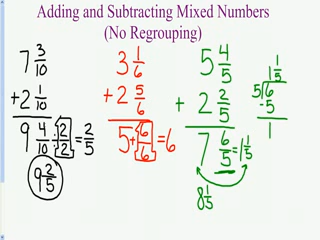 Adding and Subtracting Mixed Numbers
(No Regrouping)
7 3/10
+ 2 1/10
9 4/10 ÷ 2/2 = 2/5
9 2/5
3 1/6
+ 2 5/6
5 + 6/6 = 6
5 4/5
+ 2 2/5
7 6/5 = 1 1/5
8 1/5
1 1/5
5 6
-5
1